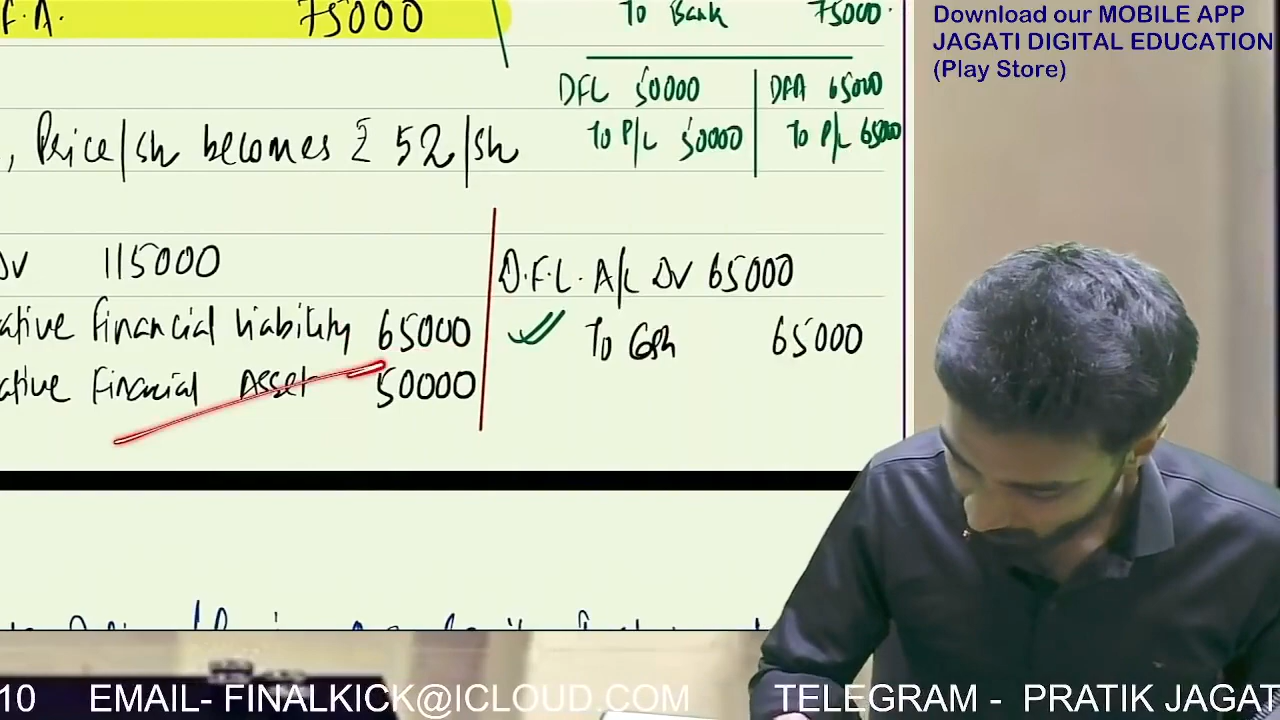 F.A. 75000
To Bank 75000.
DFL 50000 DFA 65000
To P/L 50000 To P/L 65000
, Price/sh becomes ₹ 52/sh
Dr 115000
ative financial liability 65000
ative financial Asset 50000
D.F.L. A/c Dr 65000
To Cash 65000
Download our MOBILE APP
JAGATI DIGITAL EDUCATION
(Play Store)
10 EMAIL- FINALKICK@ICLOUD.COM TELEGRAM - PRATIK JAGAT